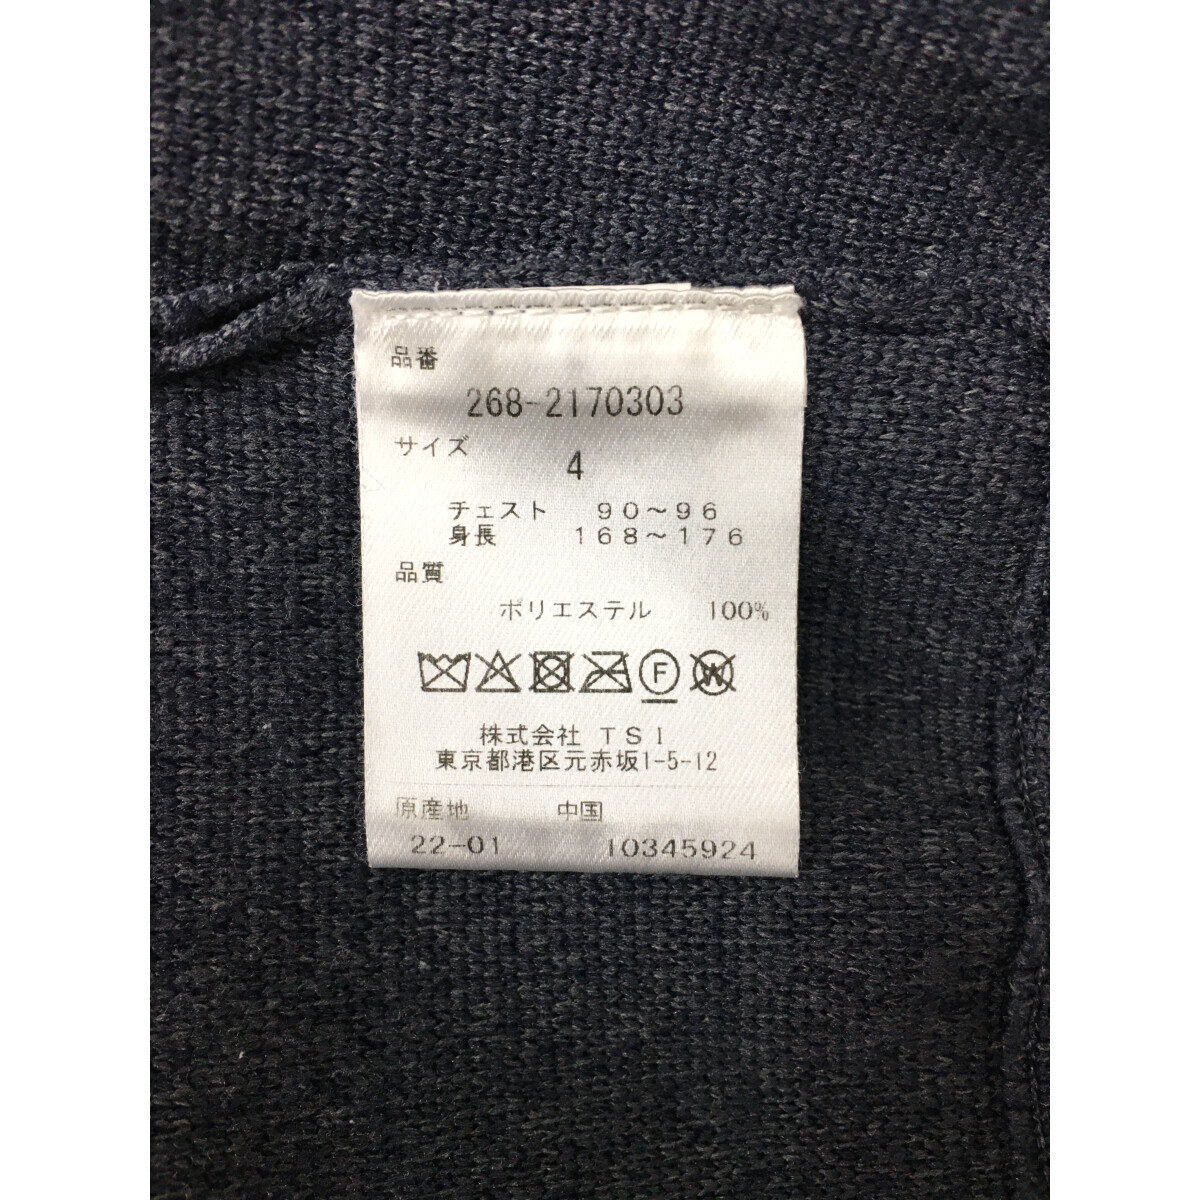 品番
268-2170303
サイズ
4
チェスト 90～96
身長 168～176
品質
ポリエステル 100%
F W
株式会社 TSI
東京都港区元赤坂1-5-12
原産地 中国
22-01 10345924